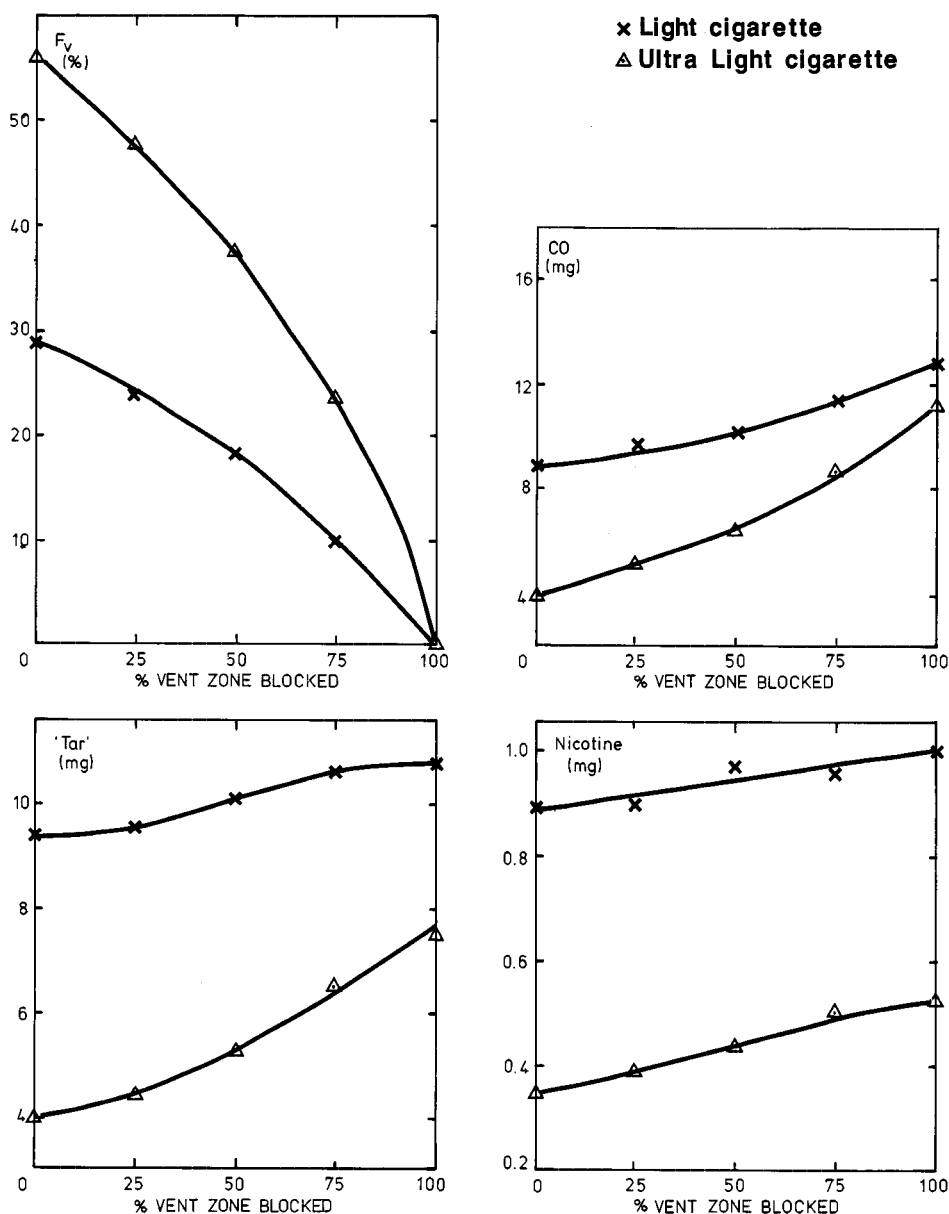 × Light cigarette
△ Ultra Light cigarette
Fv
(%)
50
40
30
20
10
0 25 50 75 100
% VENT ZONE BLOCKED
CO
(mg)
16
12
8
4
0 25 50 75 100
% VENT ZONE BLOCKED
'Tar'
(mg)
10
8
6
4
0 25 50 75 100
% VENT ZONE BLOCKED
Nicotine
(mg)
1.0
0.8
0.6
0.4
0.2
0 25 50 75 100
% VENT ZONE BLOCKED